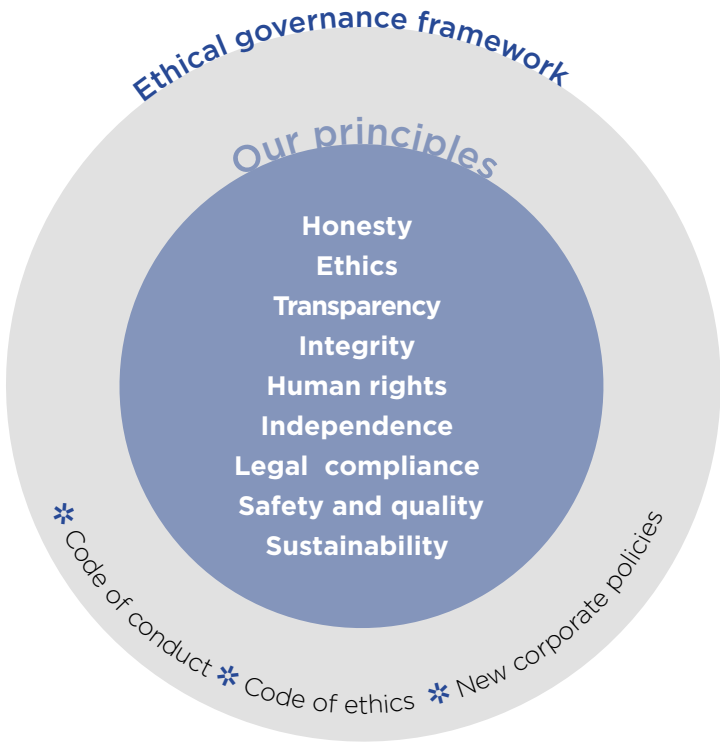 Ethical governance framework
Our principles
Honesty
Ethics
Transparency
Integrity
Human rights
Independence
Legal compliance
Safety and quality
Sustainability
✲ Code of conduct ✲ Code of ethics ✲ New corporate policies